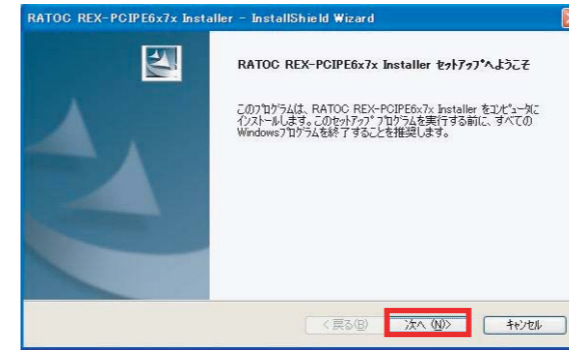 RATOC REX-PCIPE6x7x Installer - InstallShield Wizard
RATOC REX-PCIPE6x7x Installer ｾｯﾄｱｯﾌﾟへようこそ
このﾌﾟﾛｸﾞﾗﾑは、RATOC REX-PCIPE6x7x Installer をｺﾝﾋﾟｭｰﾀに
ｲﾝｽﾄｰﾙします。このｾｯﾄｱｯﾌﾟ ﾌﾟﾛｸﾞﾗﾑを実行する前に、すべての
Windowsﾌﾟﾛｸﾞﾗﾑを終了することを推奨します。
< 戻る(B)
次へ (N)>
ｷｬﾝｾﾙ